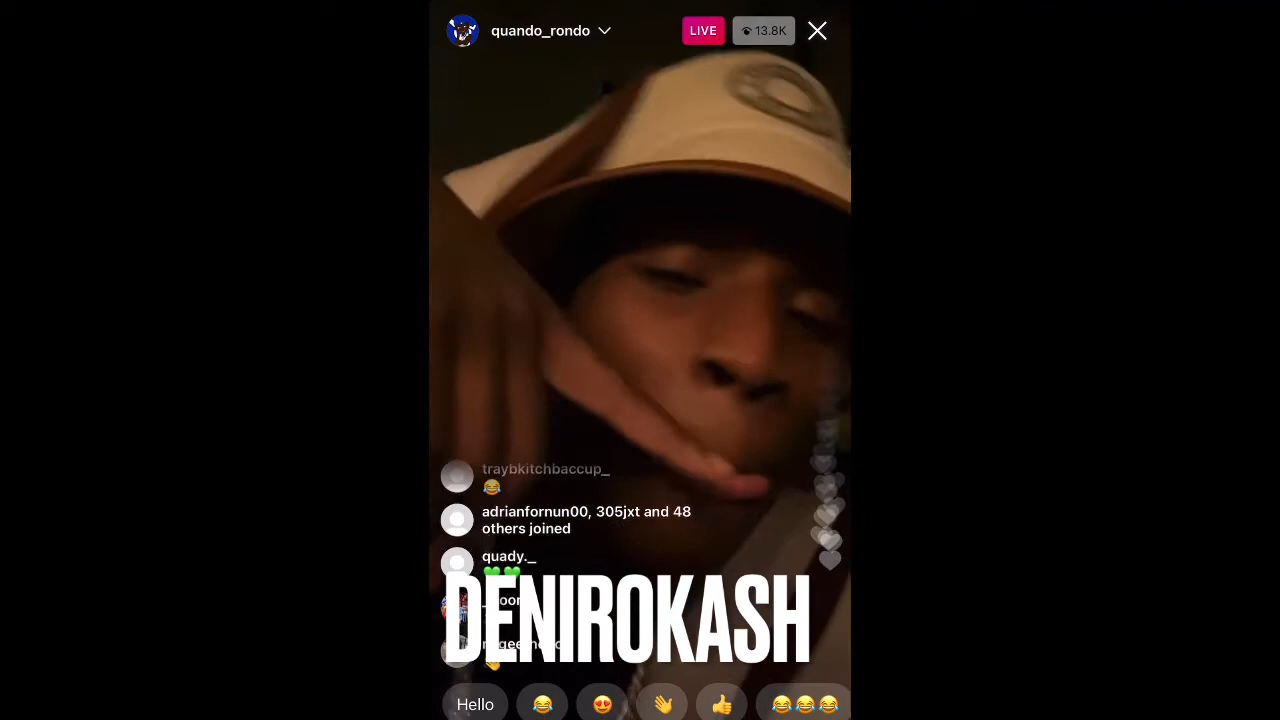 quando_rondo
LIVE
13.8K
traybkitchbaccup_
😂
adrianfornun00, 305jxt and 48
others joined
quady._
💚💚
DENIROKASH
👋
Hello
😂
😍
👋
👍
😂😂😂